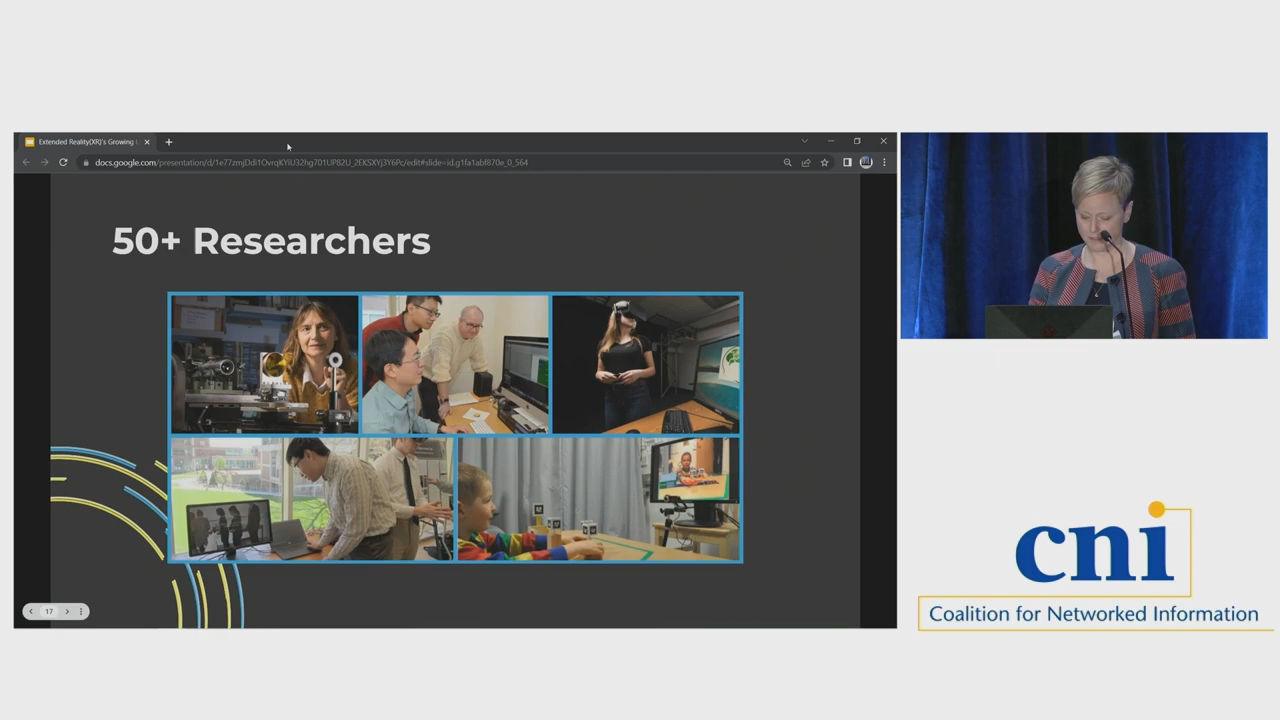 Extended Reality(XR)'s Growing
docs.google.com/presentation/d/1e77zmjDdi1OvrqKYiU32hg701UP82U_2EKSXYj3Y6Pc/edit#slide=id.g1fa1abf870e_0_564
50+ Researchers
17
cni
Coalition for Networked Information